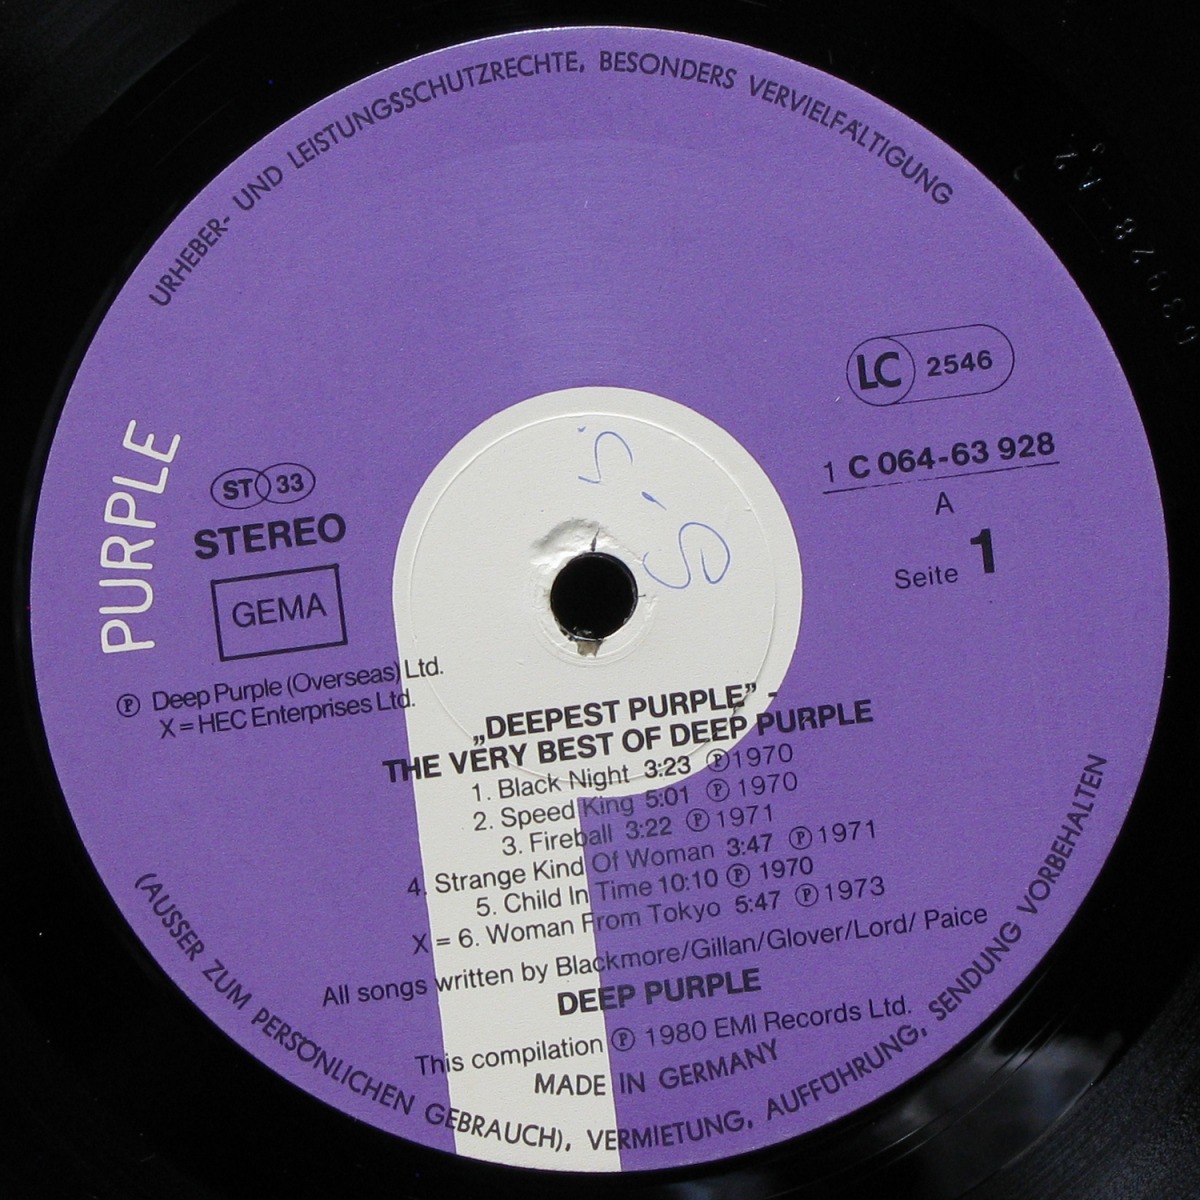 URHEBER- UND LEISTUNGSSCHUTZRECHTE, BESONDERS VERVIELFÄLTIGUNG
PURPLE
LC 2546
1 C 064-63 928
A
Seite 1
ST 33
STEREO
GEMA
Ⓟ Deep Purple (Overseas) Ltd.
X = HEC Enterprises Ltd.
„DEEPEST PURPLE” -
THE VERY BEST OF DEEP PURPLE
1. Black Night 3:23 Ⓟ 1970
2. Speed King 5:01 Ⓟ 1970
3. Fireball 3:22 Ⓟ 1971
4. Strange Kind Of Woman 3:47 Ⓟ 1971
5. Child In Time 10:10 Ⓟ 1970
X = 6. Woman From Tokyo 5:47 Ⓟ 1973
All songs written by Blackmore/Gillan/Glover/Lord/ Paice
DEEP PURPLE
This compilation Ⓟ 1980 EMI Records Ltd.
MADE IN GERMANY
(AUSSER ZUM PERSÖNLICHEN GEBRAUCH), VERMIETUNG, AUFFÜHRUNG, SENDUNG VORBEHALTEN